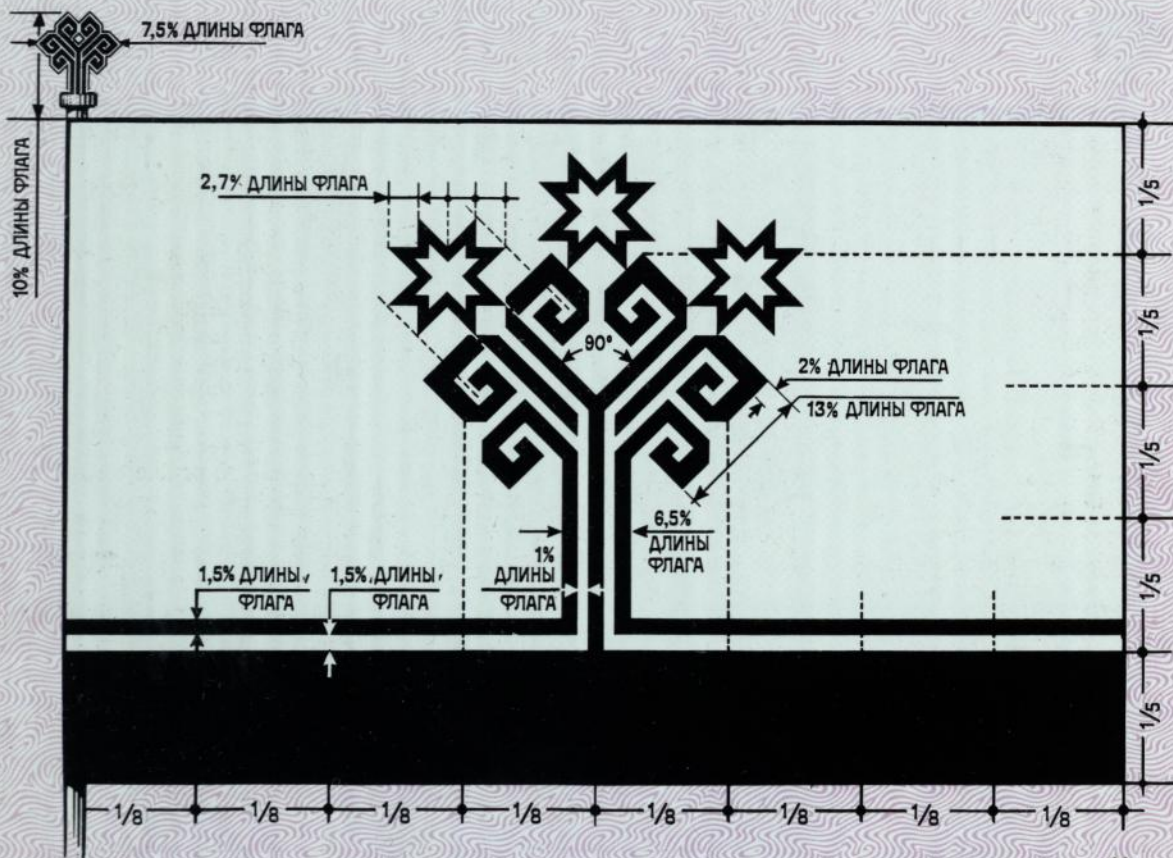 7,5% ДЛИНЫ ФЛАГА
10% ДЛИНЫ ФЛАГА
2,7% ДЛИНЫ ФЛАГА
90°
2% ДЛИНЫ ФЛАГА
13% ДЛИНЫ ФЛАГА
6,5%
ДЛИНЫ
ФЛАГА
1%
ДЛИНЫ
ФЛАГА
1,5% ДЛИНЫ
ФЛАГА
1,5% ДЛИНЫ
ФЛАГА
1/5
1/5
1/5
1/5
1/5
1/8
1/8
1/8
1/8
1/8
1/8
1/8
1/8